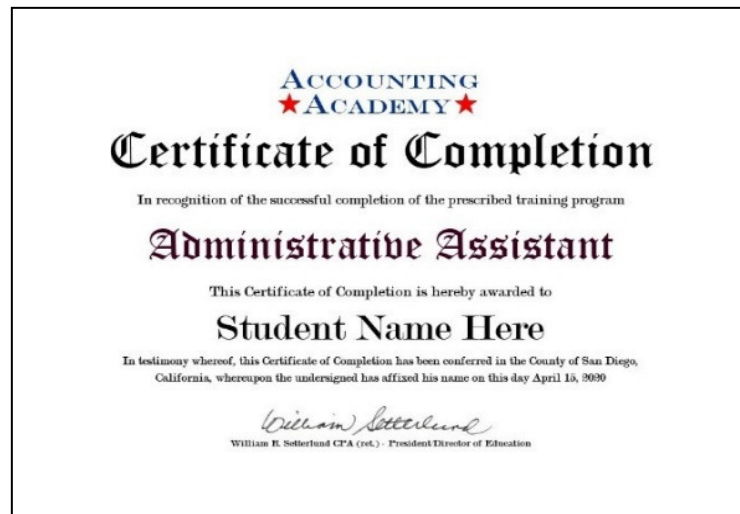 ACCOUNTING
ACADEMY
Certificate of Completion
In recognition of the successful completion of the prescribed training program
Administrative Assistant
This Certificate of Completion is hereby awarded to
Student Name Here
In testimony whereof, this Certificate of Completion has been conferred in the County of San Diego,
California, whereupon the undersigned has affixed his name on this day April 15, 2020
William Setterlund
William R. Setterlund CPA (ret.) - President/Director of Education